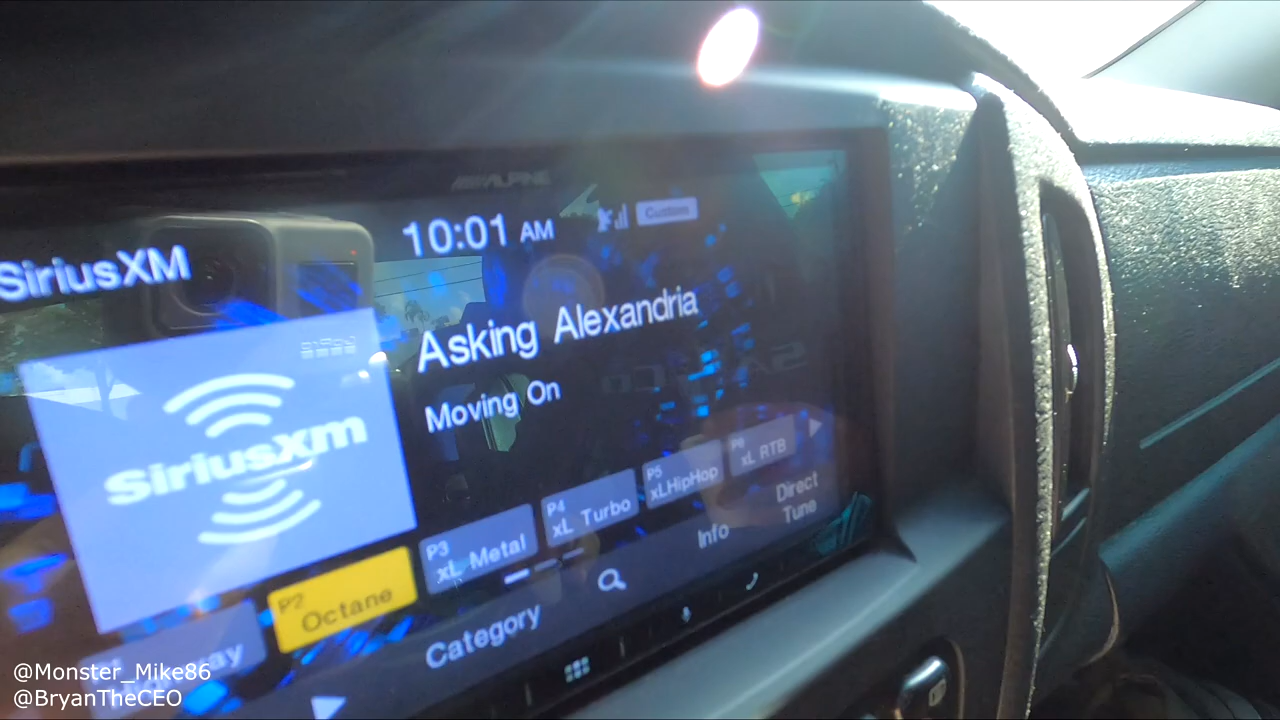 ALPINE
10:01 AM
Custom
SiriusXM
Asking Alexandria
Moving On
siriusxm
P2
Octane
P3
xL Metal
P4
xL Turbo
P5
xLHipHop
P6
xL RTB
Category
Info
Direct
Tune
@Monster_Mike86
@BryanTheCEO